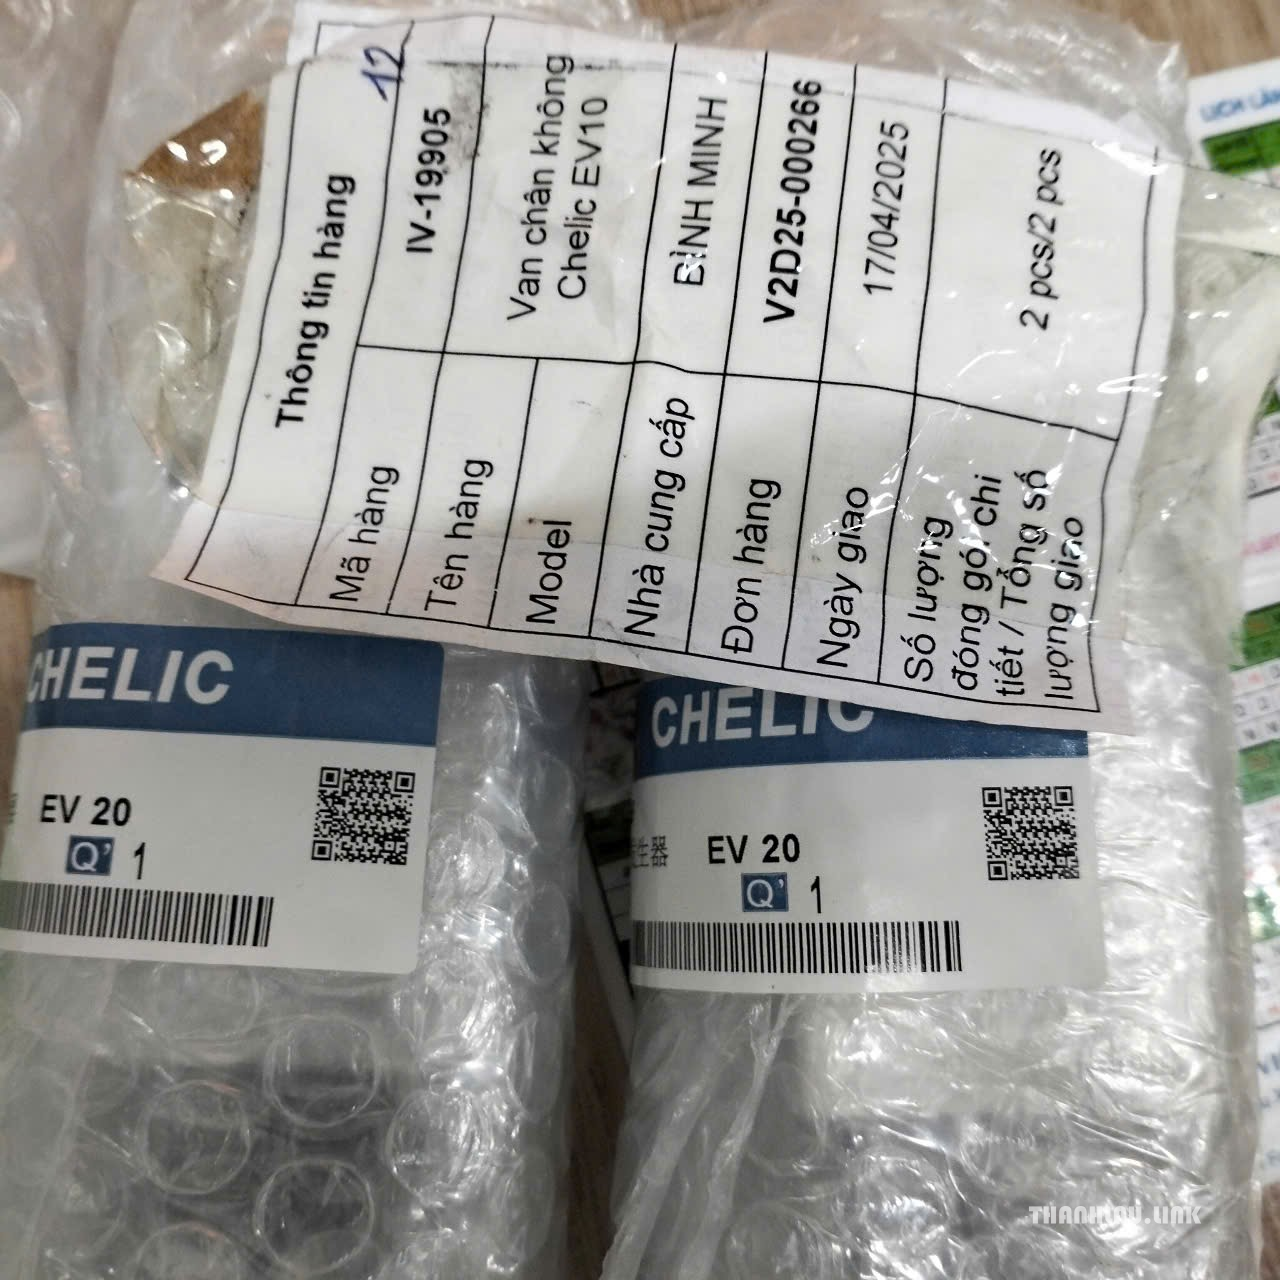 12
Thông tin hàng
Mã hàng
IV-19905
Tên hàng
Van chân không
Chelic EV10
Model
Nhà cung cấp
BÌNH MINH
Đơn hàng
V2D25-000266
Ngày giao
17/04/2025
Số lượng
đóng gói chi
tiết / Tổng số
lượng giao
2 pcs/2 pcs
CHELIC
EV 20
Q' 1
CHELIC
生器
EV 20
Q' 1